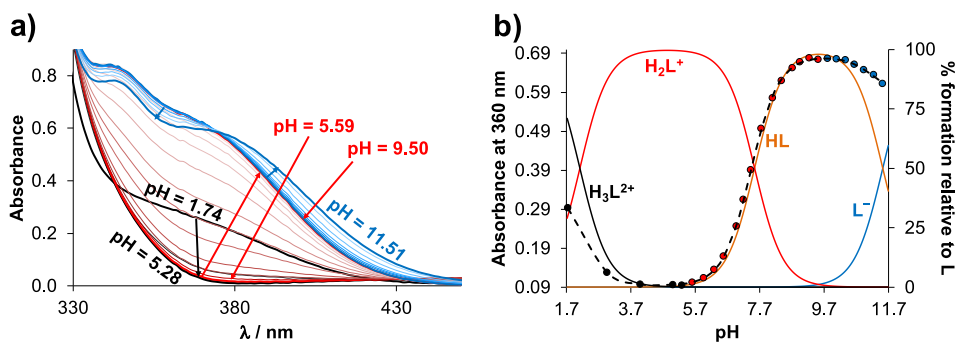 a)
Absorbance
0.8
0.6
0.4
0.2
0.0
330
380
430
λ / nm
pH = 5.59
pH = 9.50
pH = 1.74
pH = 11.51
pH = 5.28
b)
Absorbance at 360 nm
0.69
0.59
0.49
0.39
0.29
0.19
0.09
1.7
3.7
5.7
7.7
9.7
11.7
pH
100
75
50
25
0
% formation relative to L
H₂L⁺
HL
H₃L²⁺
L⁻